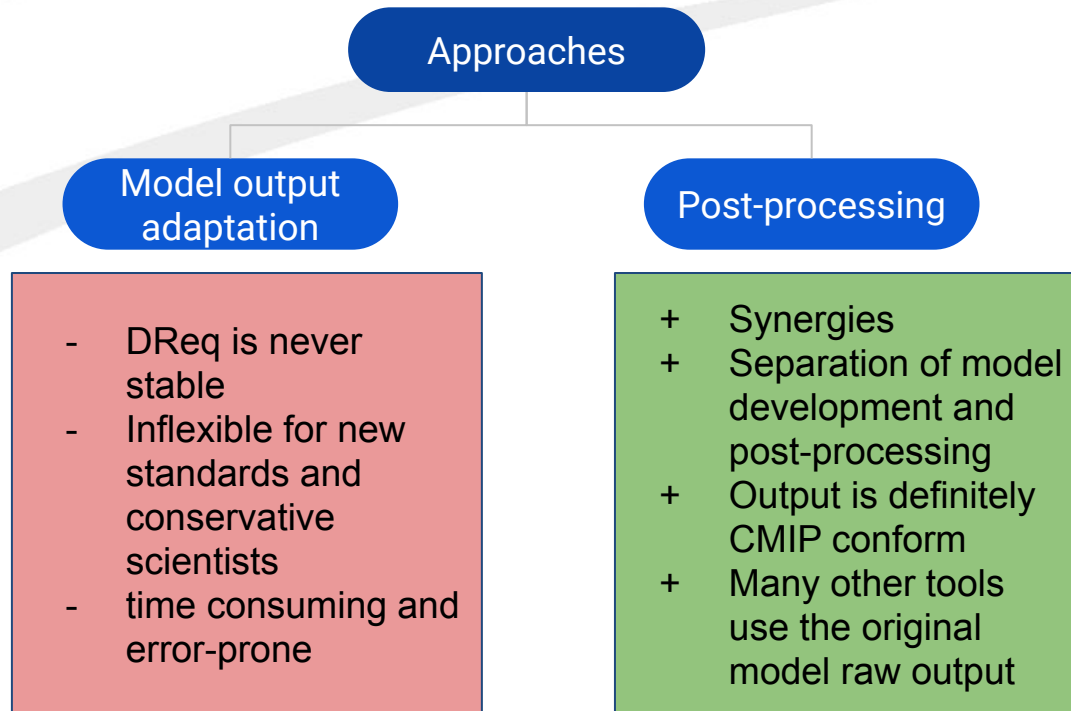 Approaches
Model output
adaptation
- DReq is never
stable
- Inflexible for new
standards and
conservative
scientists
- time consuming and
error-prone
Post-processing
+ Synergies
+ Separation of model
development and
post-processing
+ Output is definitely
CMIP conform
+ Many other tools
use the original
model raw output